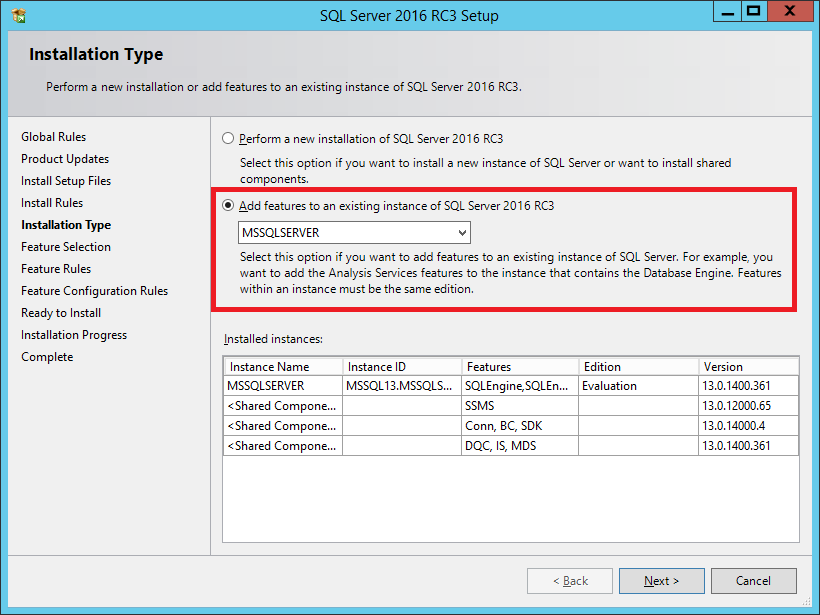 SQL Server 2016 RC3 Setup
Installation Type
Perform a new installation or add features to an existing instance of SQL Server 2016 RC3.
Global Rules
Product Updates
Install Setup Files
Install Rules
Installation Type
Feature Selection
Feature Rules
Feature Configuration Rules
Ready to Install
Installation Progress
Complete
Perform a new installation of SQL Server 2016 RC3
Select this option if you want to install a new instance of SQL Server or want to install shared
components.
Add features to an existing instance of SQL Server 2016 RC3
MSSQLSERVER
Select this option if you want to add features to an existing instance of SQL Server. For example, you
want to add the Analysis Services features to the instance that contains the Database Engine. Features
within an instance must be the same edition.
Installed instances:
Instance Name Instance ID Features Edition Version
MSSQLSERVER MSSQL13.MSSQLS... SQLEngine,SQLEn... Evaluation 13.0.1400.361
<Shared Compone... SSMS 13.0.12000.65
<Shared Compone... Conn, BC, SDK 13.0.14000.4
<Shared Compone... DQC, IS, MDS 13.0.1400.361
< Back Next > Cancel